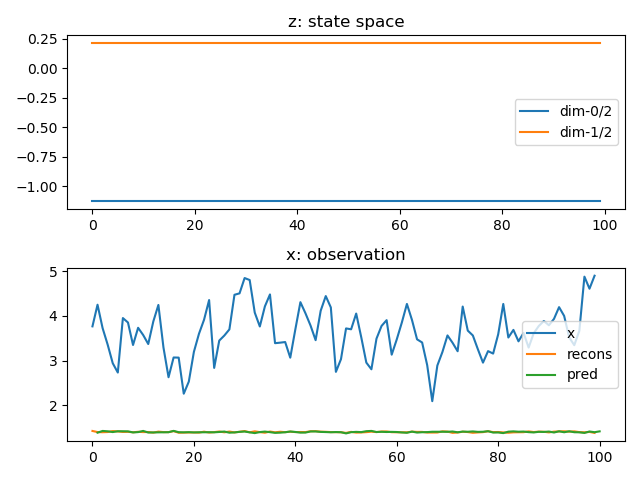 z: state space
0.25
0.00
−0.25
−0.50
−0.75
−1.00
dim-0/2
dim-1/2
0 20 40 60 80 100
x: observation
5
4
3
2
x
recons
pred
0 20 40 60 80 100